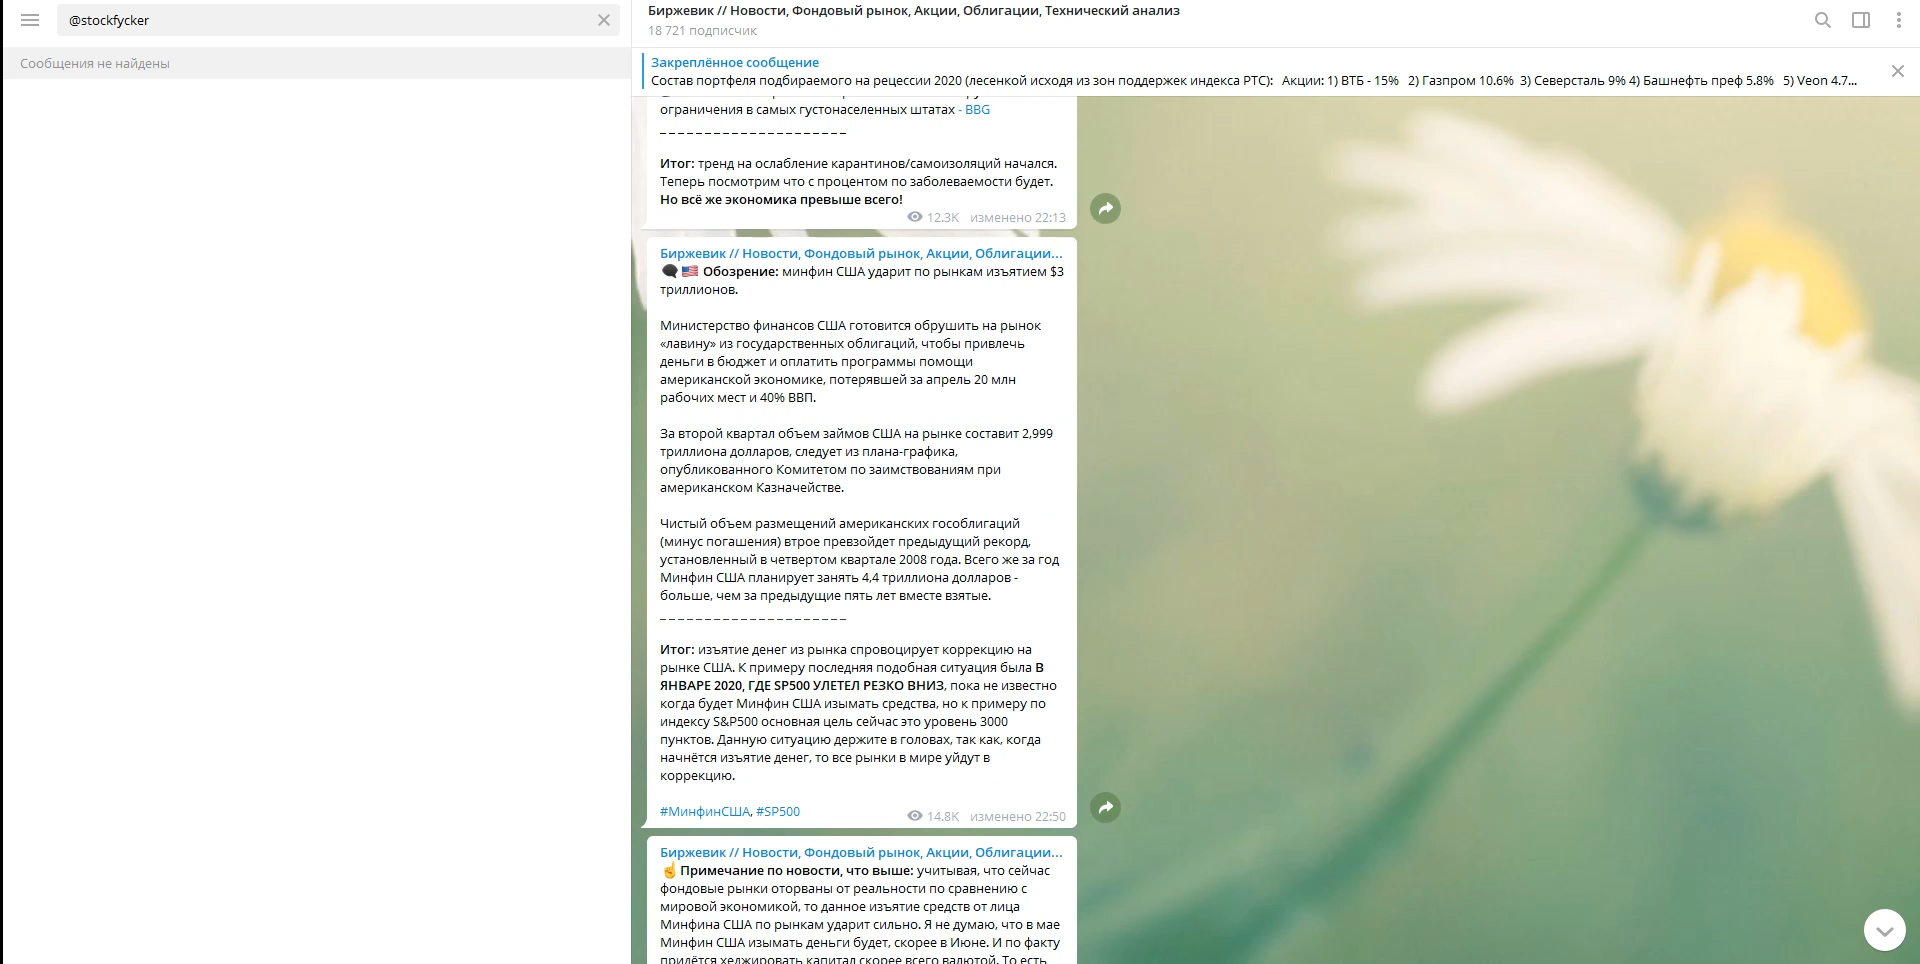 @stockfycker
Сообщения не найдены
Биржевик // Новости, Фондовый рынок, Акции, Облигации, Технический анализ
18 721 подписчик
Закреплённое сообщение
Состав портфеля подбираемого на рецессии 2020 (лесенкой исходя из зон поддержек индекса РТС): Акции: 1) ВТБ - 15% 2) Газпром 10.6% 3) Северсталь 9% 4) Башнефть преф 5.8% 5) Veon 4.7...
ограничения в самых густонаселенных штатах - BBG
_ _ _ _ _ _ _ _ _ _ _ _ _ _ _ _ _ _ _ _ _
Итог: тренд на ослабление карантинов/самоизоляций начался.
Теперь посмотрим что с процентом по заболеваемости будет.
Но всё же экономика превыше всего!
12.3K изменено 22:13
Биржевик // Новости, Фондовый рынок, Акции, Облигации...
Обозрение: минфин США ударит по рынкам изъятием $3
триллионов.
Министерство финансов США готовится обрушить на рынок
«лавину» из государственных облигаций, чтобы привлечь
деньги в бюджет и оплатить программы помощи
американской экономике, потерявшей за апрель 20 млн
рабочих мест и 40% ВВП.
За второй квартал объем займов США на рынке составит 2,999
триллиона долларов, следует из плана-графика,
опубликованного Комитетом по заимствованиям при
американском Казначействе.
Чистый объем размещений американских гособлигаций
(минус погашения) втрое превзойдет предыдущий рекорд,
установленный в четвертом квартале 2008 года. Всего же за год
Минфин США планирует занять 4,4 триллиона долларов -
больше, чем за предыдущие пять лет вместе взятые.
_ _ _ _ _ _ _ _ _ _ _ _ _ _ _ _ _ _ _ _ _
Итог: изъятие денег из рынка спровоцирует коррекцию на
рынке США. К примеру последняя подобная ситуация была В
ЯНВАРЕ 2020, ГДЕ SP500 УЛЕТЕЛ РЕЗКО ВНИЗ, пока не известно
когда будет Минфин США изымать средства, но к примеру по
индексу S&P500 основная цель сейчас это уровень 3000
пунктов. Данную ситуацию держите в головах, так как, когда
начнётся изъятие денег, то все рынки в мире уйдут в
коррекцию.
#МинфинСША, #SP500
14.8K изменено 22:50
Биржевик // Новости, Фондовый рынок, Акции, Облигации...
Примечание по новости, что выше: учитывая, что сейчас
фондовые рынки оторваны от реальности по сравнению с
мировой экономикой, то данное изъятие средств от лица
Минфина США по рынкам ударит сильно. Я не думаю, что в мае
Минфин США изымать деньги будет, скорее в Июне. И по факту
придётся хеджировать капитал скорее всего валютой. То есть